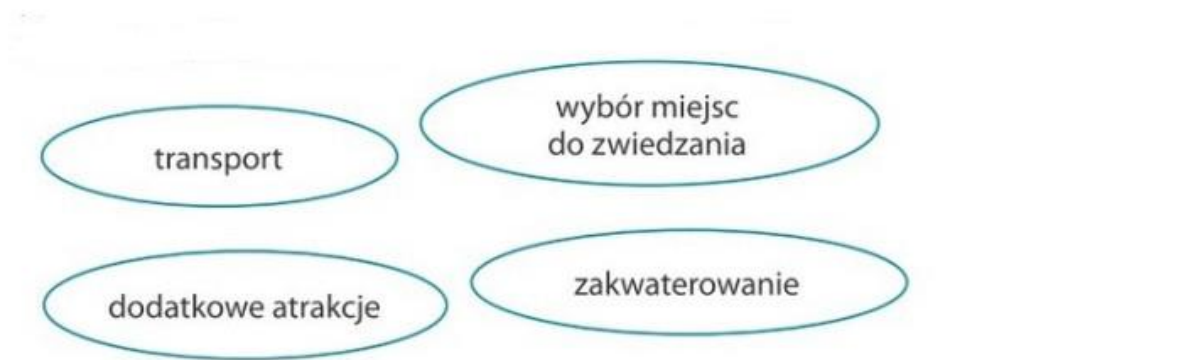 transport
wybór miejsc
do zwiedzania
dodatkowe atrakcje
zakwaterowanie